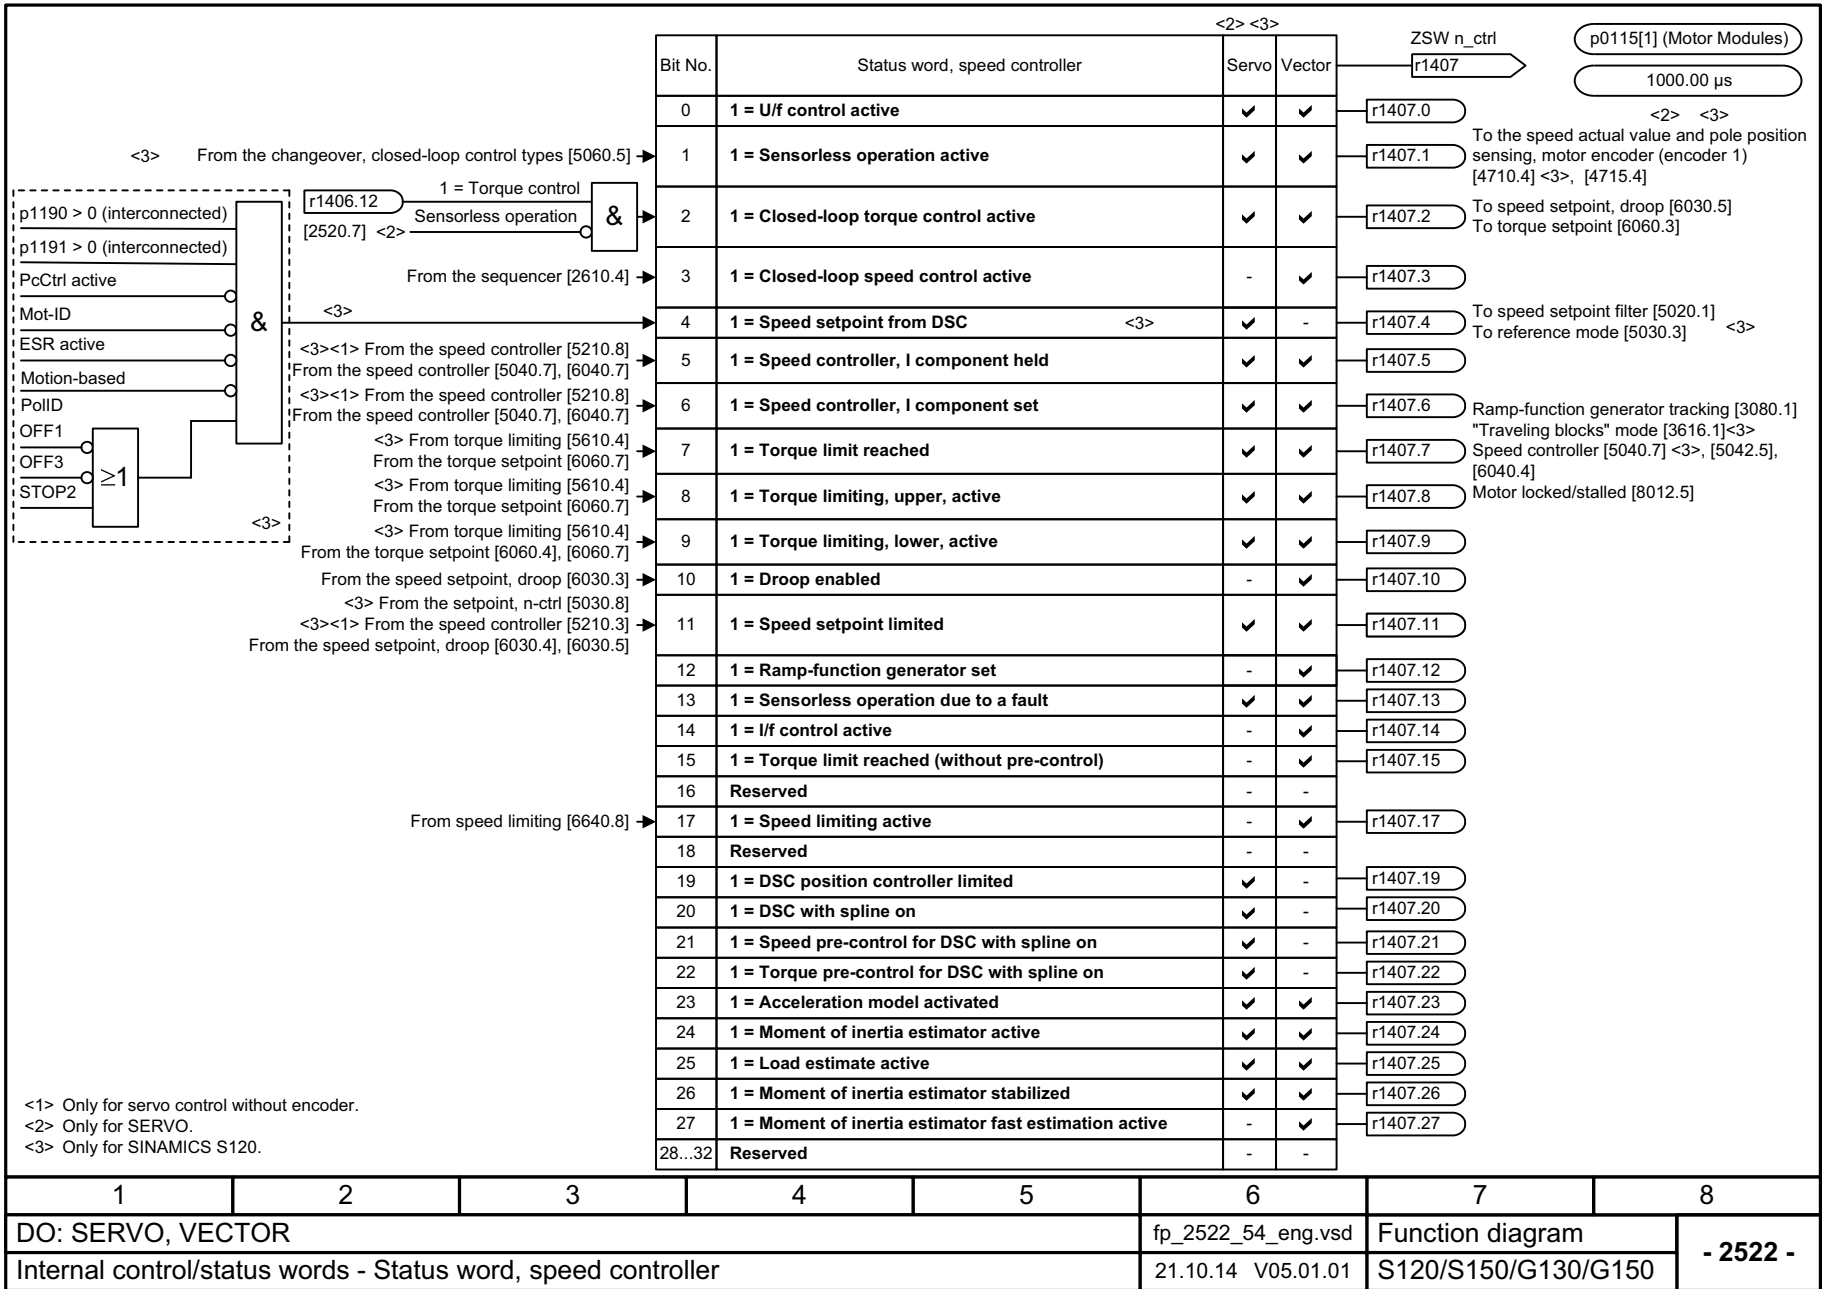 <2> <3>
Bit No. Status word, speed controller Servo Vector
ZSW n_ctrl
r1407
p0115[1] (Motor Modules)
1000.00 µs
<2> <3>
0 1 = U/f control active ✔ ✔ r1407.0
<3> From the changeover, closed-loop control types [5060.5]
1 1 = Sensorless operation active ✔ ✔ r1407.1
To the speed actual value and pole position
sensing, motor encoder (encoder 1)
[4710.4] <3>, [4715.4]
r1406.12 1 = Torque control
Sensorless operation
[2520.7] <2>
&
2 1 = Closed-loop torque control active ✔ ✔ r1407.2
To speed setpoint, droop [6030.5]
To torque setpoint [6060.3]
From the sequencer [2610.4]
3 1 = Closed-loop speed control active - ✔ r1407.3
p1190 > 0 (interconnected)
p1191 > 0 (interconnected)
PcCtrl active
Mot-ID
ESR active
Motion-based
PolID
OFF1
OFF3
STOP2
≥1
&
<3>
<3>
4 1 = Speed setpoint from DSC <3> ✔ - r1407.4
To speed setpoint filter [5020.1]
To reference mode [5030.3] <3>
<3><1> From the speed controller [5210.8]
From the speed controller [5040.7], [6040.7]
5 1 = Speed controller, I component held ✔ ✔ r1407.5
<3><1> From the speed controller [5210.8]
From the speed controller [5040.7], [6040.7]
6 1 = Speed controller, I component set ✔ ✔ r1407.6
<3> From torque limiting [5610.4]
From the torque setpoint [6060.7]
7 1 = Torque limit reached ✔ ✔ r1407.7
Ramp-function generator tracking [3080.1]
"Traveling blocks" mode [3616.1]<3>
Speed controller [5040.7] <3>, [5042.5],
[6040.4]
Motor locked/stalled [8012.5]
<3> From torque limiting [5610.4]
From the torque setpoint [6060.7]
8 1 = Torque limiting, upper, active ✔ ✔ r1407.8
<3> From torque limiting [5610.4]
From the torque setpoint [6060.4], [6060.7]
9 1 = Torque limiting, lower, active ✔ ✔ r1407.9
From the speed setpoint, droop [6030.3]
10 1 = Droop enabled - ✔ r1407.10
<3> From the setpoint, n-ctrl [5030.8]
<3><1> From the speed controller [5210.3]
From the speed setpoint, droop [6030.4], [6030.5]
11 1 = Speed setpoint limited ✔ ✔ r1407.11
12 1 = Ramp-function generator set - ✔ r1407.12
13 1 = Sensorless operation due to a fault ✔ ✔ r1407.13
14 1 = I/f control active - ✔ r1407.14
15 1 = Torque limit reached (without pre-control) - ✔ r1407.15
16 Reserved - -
From speed limiting [6640.8]
17 1 = Speed limiting active - ✔ r1407.17
18 Reserved - -
19 1 = DSC position controller limited ✔ - r1407.19
20 1 = DSC with spline on ✔ - r1407.20
21 1 = Speed pre-control for DSC with spline on ✔ - r1407.21
22 1 = Torque pre-control for DSC with spline on ✔ - r1407.22
23 1 = Acceleration model activated ✔ ✔ r1407.23
24 1 = Moment of inertia estimator active ✔ ✔ r1407.24
25 1 = Load estimate active ✔ ✔ r1407.25
26 1 = Moment of inertia estimator stabilized ✔ ✔ r1407.26
27 1 = Moment of inertia estimator fast estimation active - ✔ r1407.27
28...32 Reserved - -
<1> Only for servo control without encoder.
<2> Only for SERVO.
<3> Only for SINAMICS S120.
1 2 3 4 5 6 7 8
DO: SERVO, VECTOR fp_2522_54_eng.vsd Function diagram
- 2522 -
Internal control/status words - Status word, speed controller 21.10.14 V05.01.01 S120/S150/G130/G150